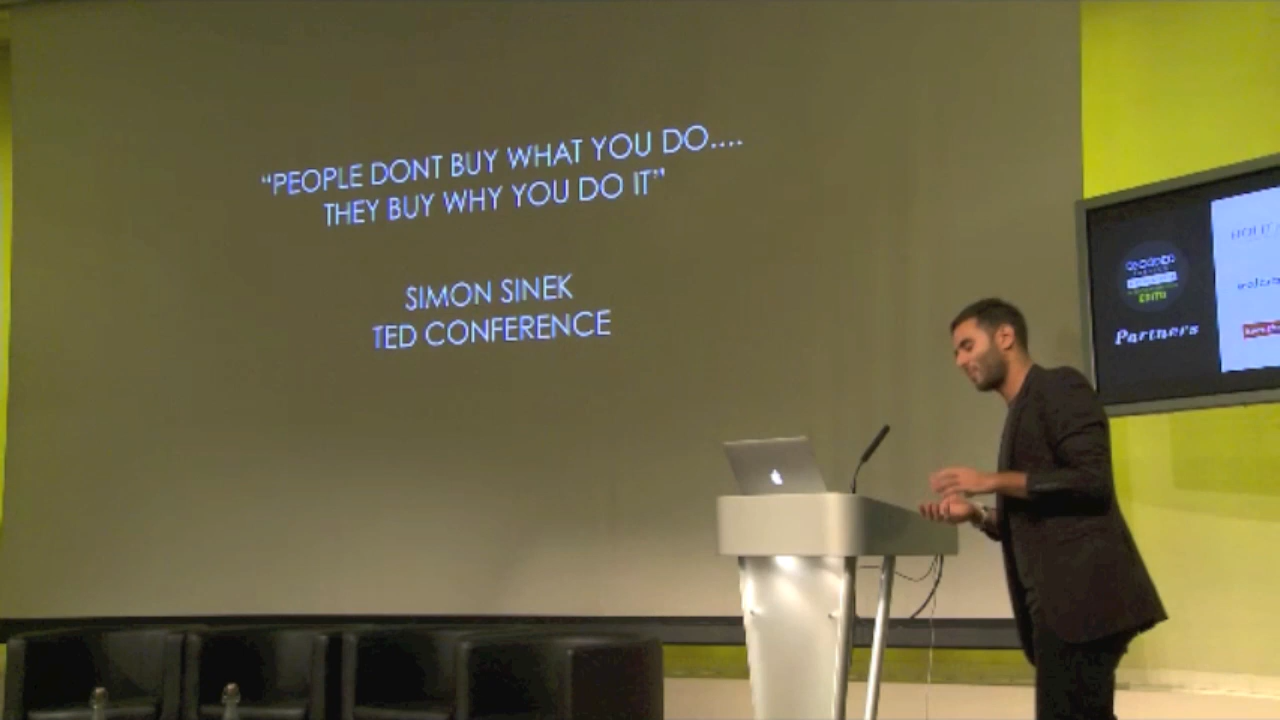 “PEOPLE DONT BUY WHAT YOU DO....
THEY BUY WHY YOU DO IT”
SIMON SINEK
TED CONFERENCE
Partners